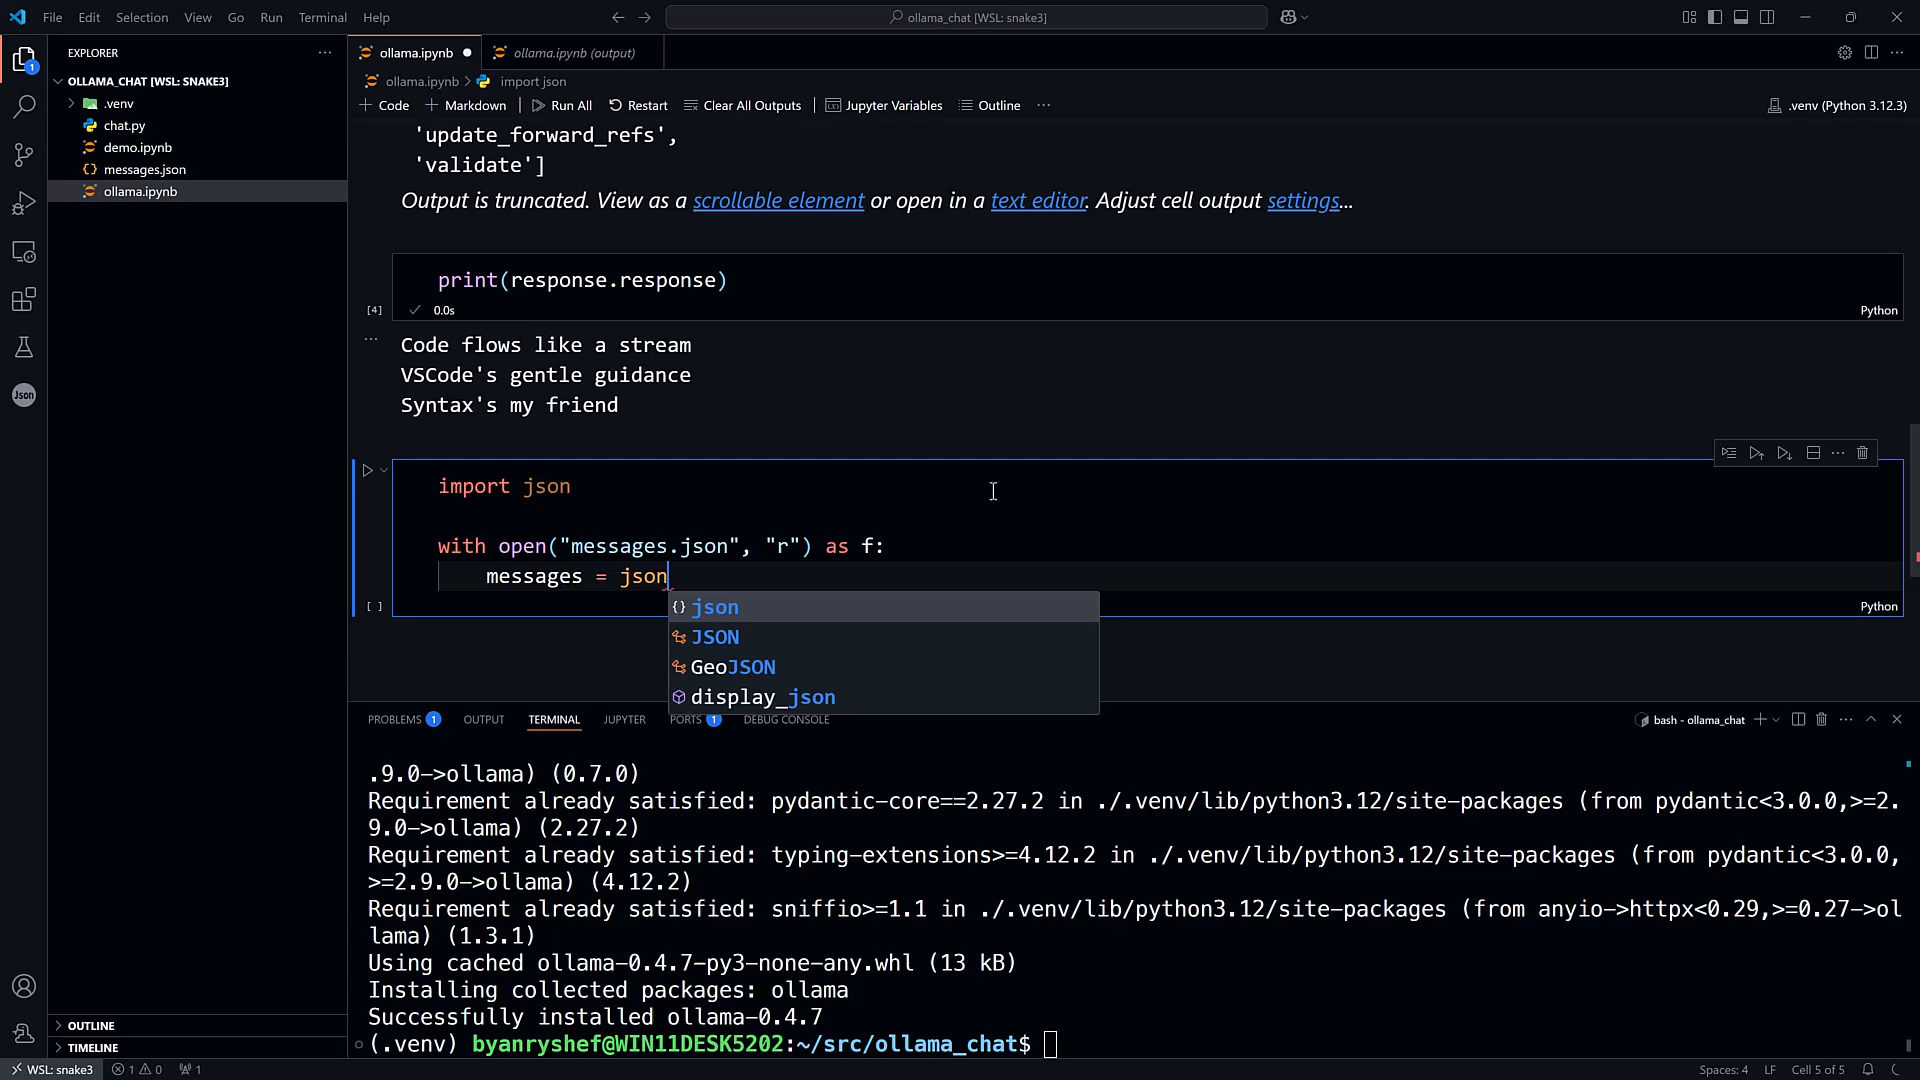 File Edit Selection View Go Run Terminal Help
ollama_chat [WSL: snake3]
EXPLORER
OLLAMA_CHAT [WSL: SNAKE3]
.venv
chat.py
demo.ipynb
messages.json
ollama.ipynb
1
Json
OUTLINE
TIMELINE
ollama.ipynb
ollama.ipynb (output)
ollama.ipynb > import json
Code Markdown Run All Restart Clear All Outputs Jupyter Variables Outline ...
.venv (Python 3.12.3)
'update_forward_refs',
'validate']
Output is truncated. View as a scrollable element or open in a text editor. Adjust cell output settings...
print(response.response)
[4] 0.0s
Python
Code flows like a stream
VSCode's gentle guidance
Syntax's my friend
import json
with open("messages.json", "r") as f:
messages = json
[ ]
Python
json
JSON
GeoJSON
display_json
PROBLEMS 1 OUTPUT TERMINAL JUPYTER PORTS 1 DEBUG CONSOLE
bash - ollama_chat
.9.0->ollama) (0.7.0)
Requirement already satisfied: pydantic-core==2.27.2 in ./.venv/lib/python3.12/site-packages (from pydantic<3.0.0,>=2.
9.0->ollama) (2.27.2)
Requirement already satisfied: typing-extensions>=4.12.2 in ./.venv/lib/python3.12/site-packages (from pydantic<3.0.0,
>=2.9.0->ollama) (4.12.2)
Requirement already satisfied: sniffio>=1.1 in ./.venv/lib/python3.12/site-packages (from anyio->httpx<0.29,>=0.27->ol
lama) (1.3.1)
Using cached ollama-0.4.7-py3-none-any.whl (13 kB)
Installing collected packages: ollama
Successfully installed ollama-0.4.7
(.venv) byanryshef@WIN11DESK5202:~/src/ollama_chat$
WSL: snake3 1 0 1
Spaces: 4 LF Cell 5 of 5